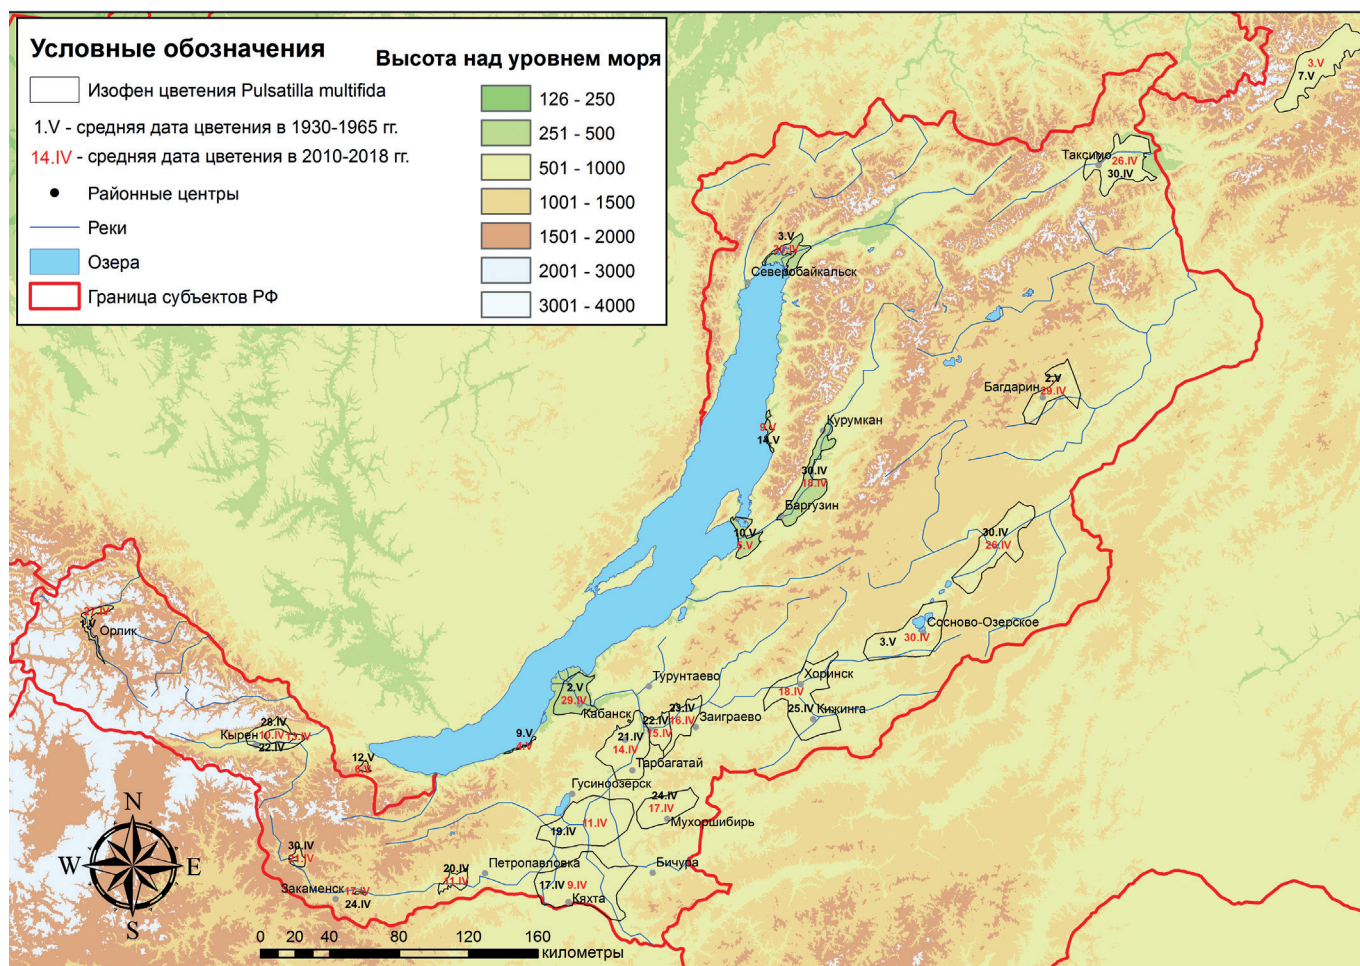 Условные обозначения
Изофен цветения Pulsatilla multifida
1.V - средняя дата цветения в 1930-1965 гг.
14.IV - средняя дата цветения в 2010-2018 гг.
Районные центры
Реки
Озера
Граница субъектов РФ
Высота над уровнем моря
126 - 250
251 - 500
501 - 1000
1001 - 1500
1501 - 2000
2001 - 3000
3001 - 4000
3.V
7.V
Таксимо
26.IV
30.IV
3.V
Северобайкальск
Багдарин
2.V
29.IV
Курумкан
9.V
14.V
30.IV
18.IV
Баргузин
10.V
5.V
30.IV
26.IV
Сосново-Озерское
3.V
30.IV
Орлик
Турунтаево
Хоринск
18.IV
25.IV
Кижинга
2.V
29.IV
Кабанск
23.IV
16.IV
Заиграево
22.IV
15.IV
21.IV
14.IV
Тарбагатай
28.IV
Кырен
22.IV
12.V
9.V
Гусиноозерск
24.IV
17.IV
Мухоршибирь
11.IV
19.IV
30.IV
21.IV
20.IV
11.IV
Петропавловка
Бичура
Закаменск
17.IV
24.IV
17.IV
9.IV
Кяхта
N
W
E
S
0 20 40 80 120 160
километры